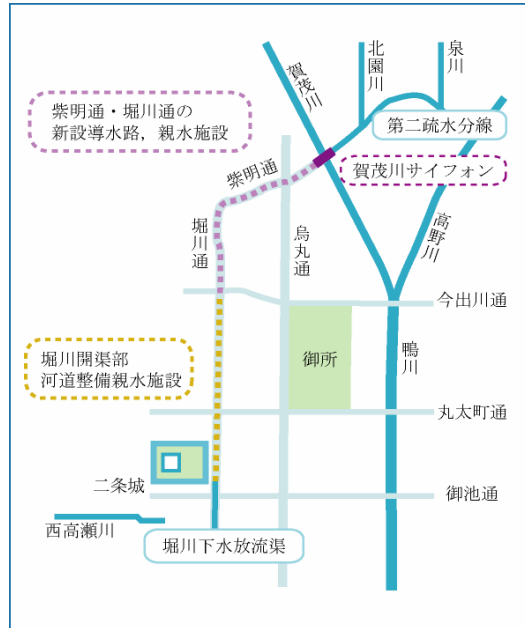 泉川
北園川
賀茂川
紫明通・堀川通の
新設導水路，親水施設
第二疏水分線
賀茂川サイフォン
紫明通
高野川
堀川通
烏丸通
今出川通
堀川開渠部
河道整備親水施設
御所
鴨川
丸太町通
二条城
御池通
西高瀬川
堀川下水放流渠